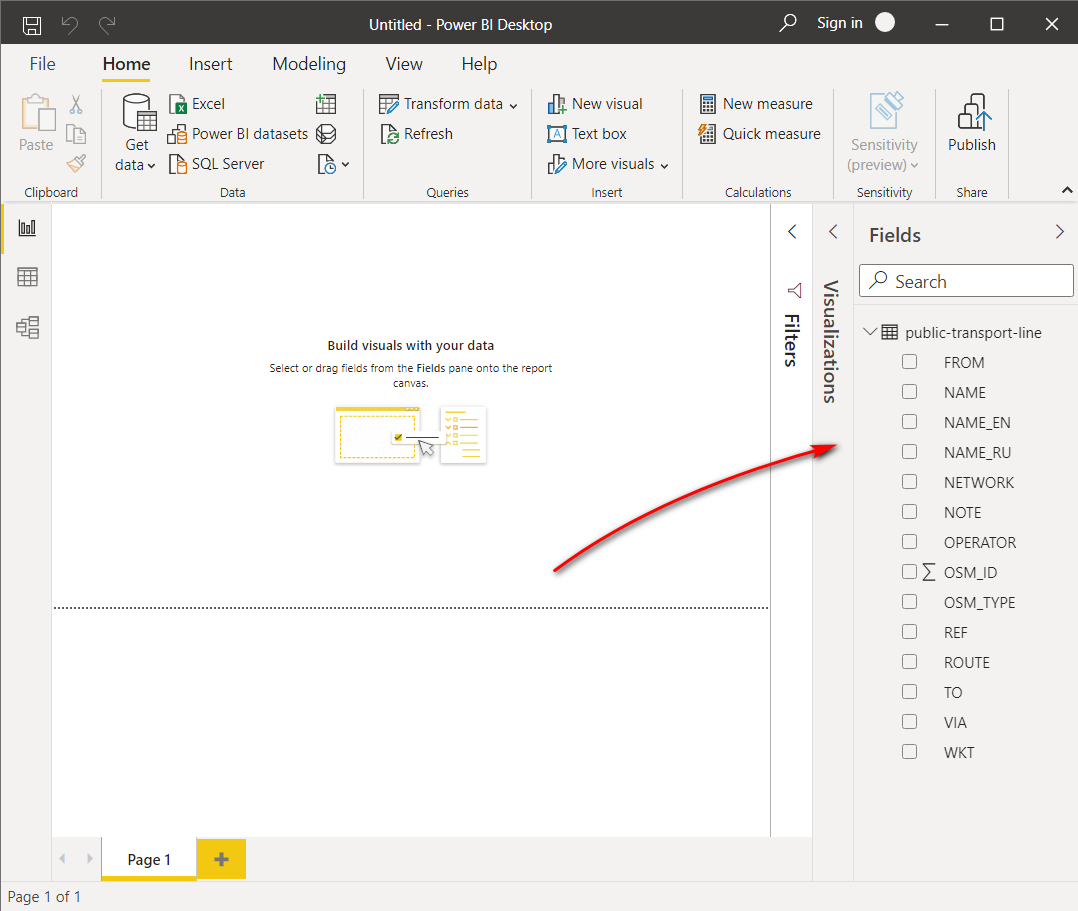 Untitled - Power BI Desktop
Sign in
File
Home
Insert
Modeling
View
Help
Paste
Clipboard
Get
data
Excel
Power BI datasets
SQL Server
Data
Transform data
Refresh
Queries
New visual
A Text box
More visuals
Insert
New measure
Quick measure
Calculations
Sensitivity
(preview)
Sensitivity
Publish
Share
Build visuals with your data
Select or drag fields from the Fields pane onto the report
canvas.
Filters
Visualizations
Fields
Search
public-transport-line
FROM
NAME
NAME_EN
NAME_RU
NETWORK
NOTE
OPERATOR
∑ OSM_ID
OSM_TYPE
REF
ROUTE
TO
VIA
WKT
Page 1
Page 1 of 1